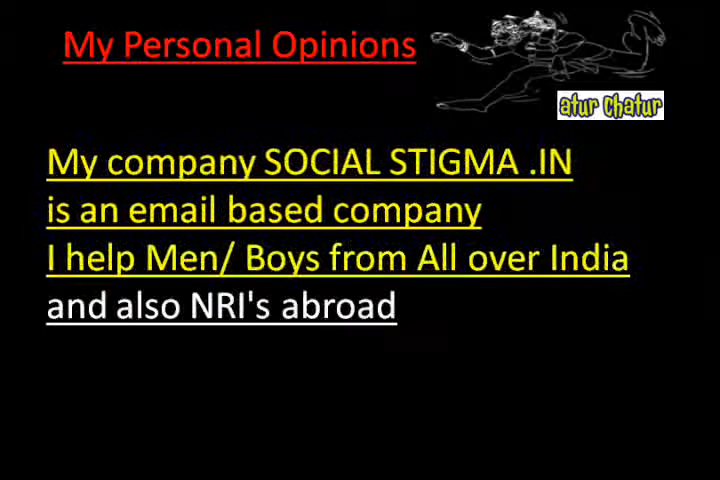 My Personal Opinions
atur chatur
My company SOCIAL STIGMA .IN
is an email based company
I help Men/ Boys from All over India
and also NRI's abroad